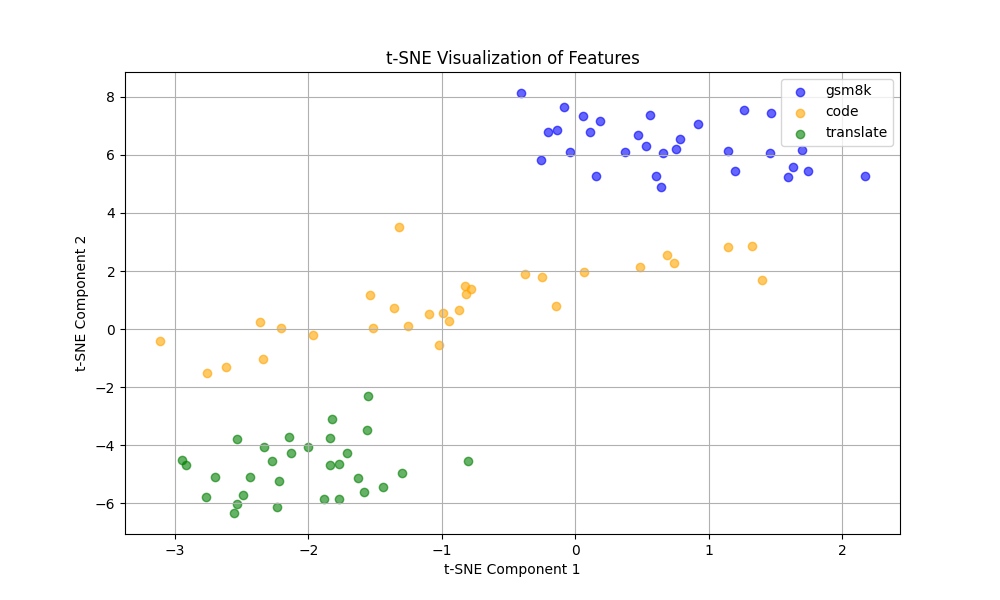 t-SNE Visualization of Features
gsm8k
code
translate
8
6
4
2
0
−2
−4
−6
t-SNE Component 2
−3
−2
−1
0
1
2
t-SNE Component 1